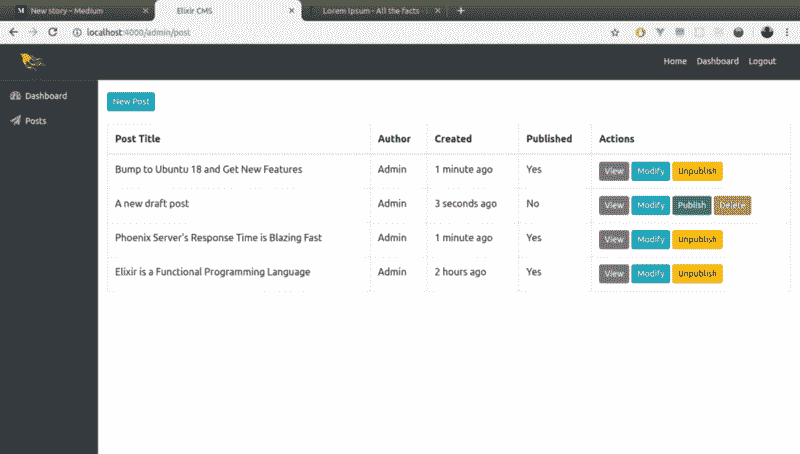 M New story - Medium
Elixir CMS
Lorem Ipsum - All the facts -
localhost:4000/admin/post
Home Dashboard Logout
Dashboard
Posts
New Post
Post Title Author Created Published Actions
Bump to Ubuntu 18 and Get New Features Admin 1 minute ago Yes View Modify Unpublish
A new draft post Admin 3 seconds ago No View Modify Publish Delete
Phoenix Server's Response Time is Blazing Fast Admin 1 minute ago Yes View Modify Unpublish
Elixir is a Functional Programming Language Admin 2 hours ago Yes View Modify Unpublish